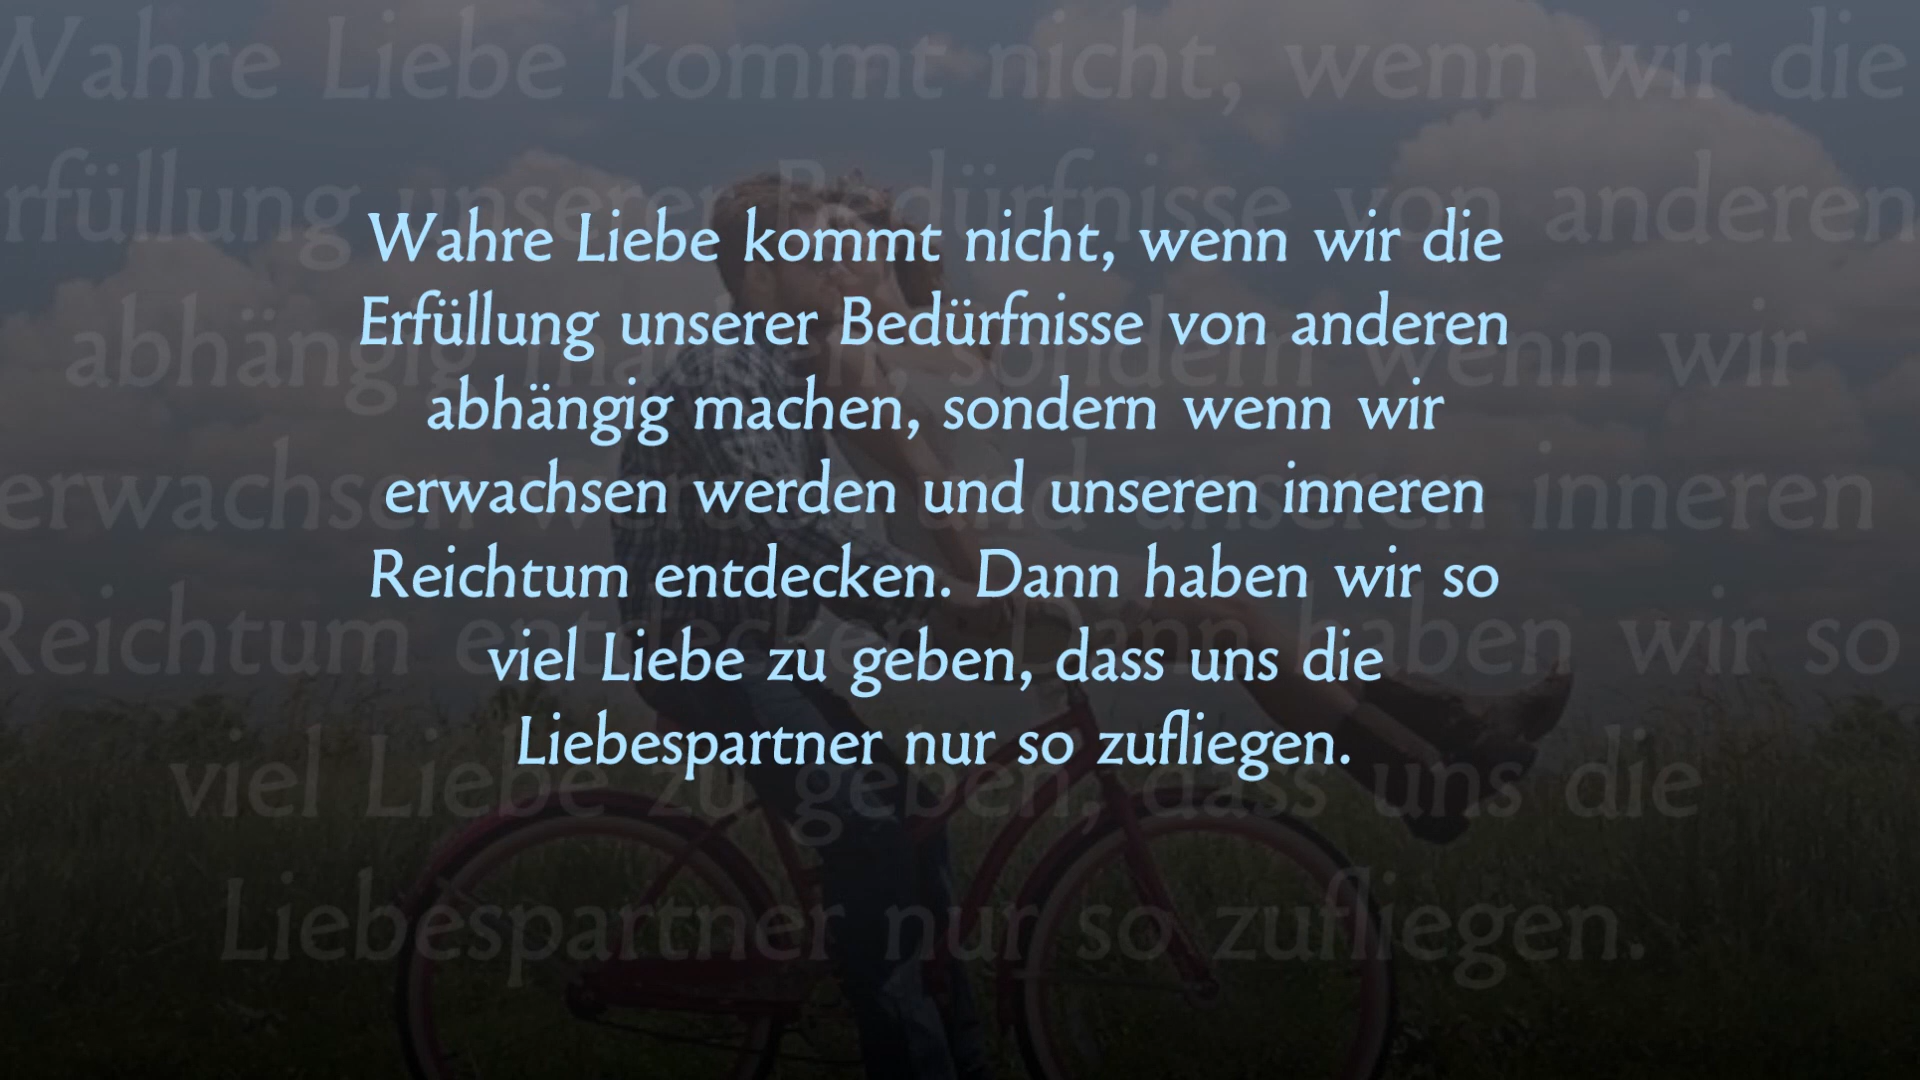 Wahre Liebe kommt nicht, wenn wir die
Erfüllung unserer Bedürfnisse von anderen
abhängig machen, sondern wenn wir
erwachsen werden und unseren inneren
Reichtum entdecken. Dann haben wir so
viel Liebe zu geben, dass uns die
Liebespartner nur so zufliegen.